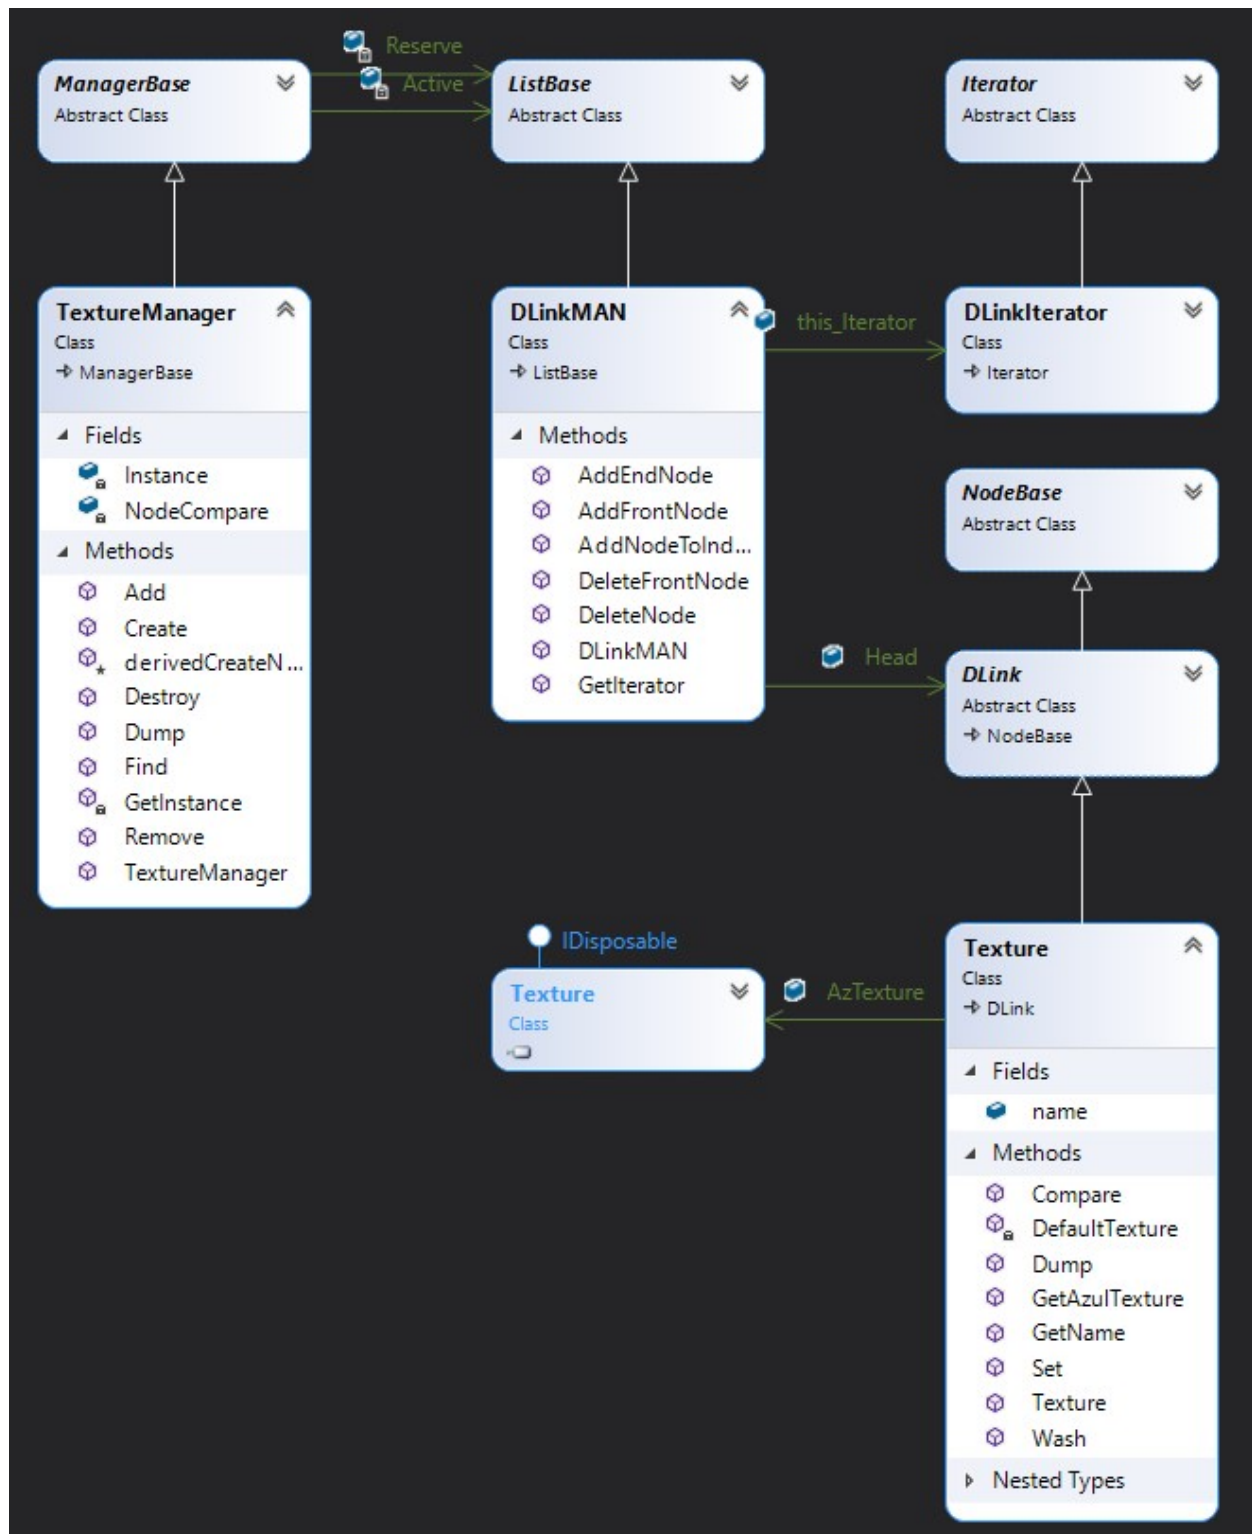 Reserve
Active
ManagerBase
Abstract Class
ListBase
Abstract Class
Iterator
Abstract Class
TextureManager
Class
ManagerBase
Fields
Instance
NodeCompare
Methods
Add
Create
derivedCreateN...
Destroy
Dump
Find
GetInstance
Remove
TextureManager
DLinkMAN
Class
ListBase
Methods
AddEndNode
AddFrontNode
AddNodeToInd...
DeleteFrontNode
DeleteNode
DLinkMAN
GetIterator
this_Iterator
DLinkIterator
Class
Iterator
NodeBase
Abstract Class
Head
DLink
Abstract Class
NodeBase
IDisposable
Texture
Class
AzTexture
Texture
Class
DLink
Fields
name
Methods
Compare
DefaultTexture
Dump
GetAzulTexture
GetName
Set
Texture
Wash
Nested Types